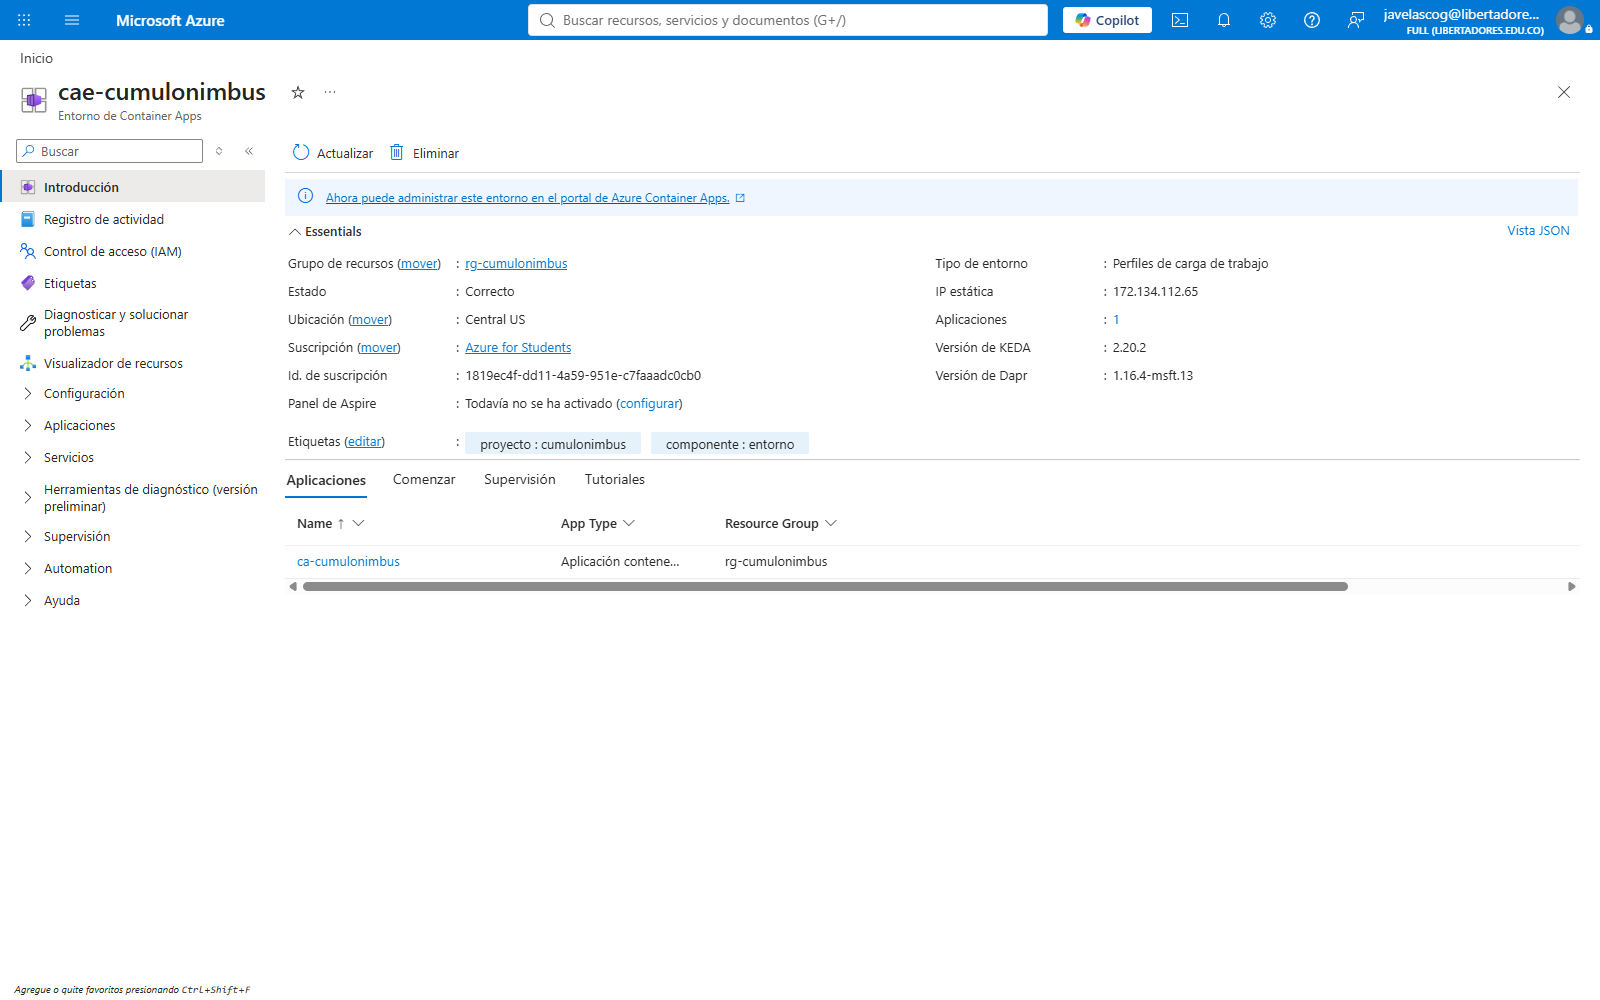 Microsoft Azure
Buscar recursos, servicios y documentos (G+/)
Copilot
javelascog@libertadore...
FULL (LIBERTADORES.EDU.CO)
Inicio
cae-cumulonimbus
Entorno de Container Apps
Buscar
Actualizar
Eliminar
Introducción
Registro de actividad
Control de acceso (IAM)
Etiquetas
Diagnosticar y solucionar
problemas
Visualizador de recursos
Configuración
Aplicaciones
Servicios
Herramientas de diagnóstico (versión
preliminar)
Supervisión
Automation
Ayuda
Ahora puede administrar este entorno en el portal de Azure Container Apps.
Essentials
Vista JSON
Grupo de recursos (mover) : rg-cumulonimbus
Estado : Correcto
Ubicación (mover) : Central US
Suscripción (mover) : Azure for Students
Id. de suscripción : 1819ec4f-dd11-4a59-951e-c7faaadc0cb0
Panel de Aspire : Todavía no se ha activado (configurar)
Tipo de entorno : Perfiles de carga de trabajo
IP estática : 172.134.112.65
Aplicaciones : 1
Versión de KEDA : 2.20.2
Versión de Dapr : 1.16.4-msft.13
Etiquetas (editar) : proyecto : cumulonimbus componente : entorno
Aplicaciones Comenzar Supervisión Tutoriales
Name ↑ App Type Resource Group
ca-cumulonimbus Aplicación contene... rg-cumulonimbus
Agregue o quite favoritos presionando Ctrl+Shift+F